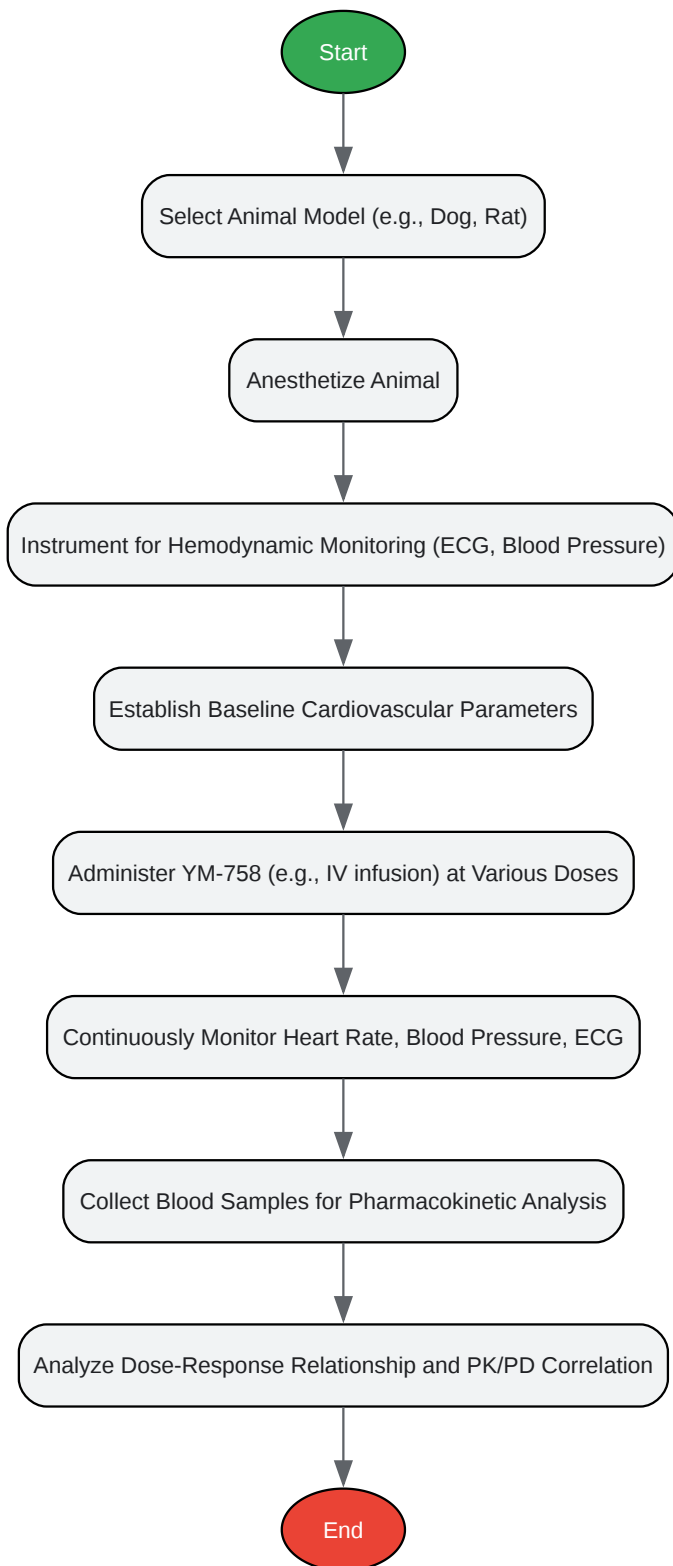 Start
Select Animal Model (e.g., Dog, Rat)
Anesthetize Animal
Instrument for Hemodynamic Monitoring (ECG, Blood Pressure)
Establish Baseline Cardiovascular Parameters
Administer YM-758 (e.g., IV infusion) at Various Doses
Continuously Monitor Heart Rate, Blood Pressure, ECG
Collect Blood Samples for Pharmacokinetic Analysis
Analyze Dose-Response Relationship and PK/PD Correlation
End